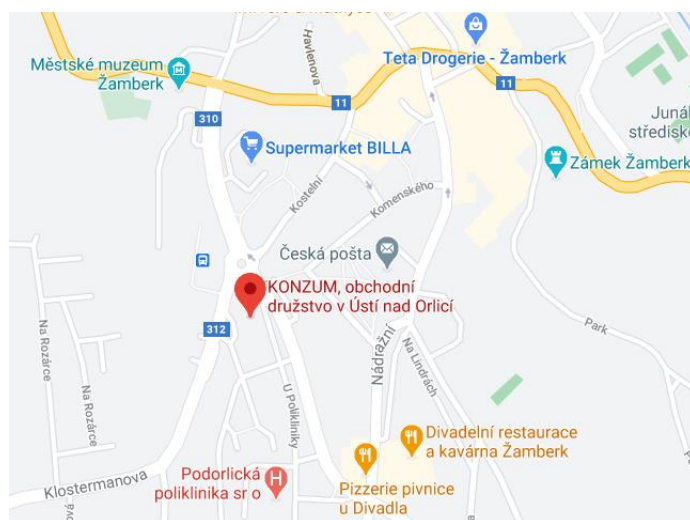 Havlenova
Teta Drogerie - Žamberk
Městské muzeum
Žamberk
11
11
310
Junál
středisko
Supermarket BILLA
Zámek Žamberk
Kostelní
Komenského
Česká pošta
KONZUM, obchodní
družstvo v Ústí nad Orlicí
312
Na Rozárce
Na Rozárce
U Polikliniky
Nádražní
Na Lindrách
Park
Divadelní restaurace
a kavárna Žamberk
Podorlická
poliklinika sr o
H
Klostermanova
Pizzerie pivnice
u Divadla